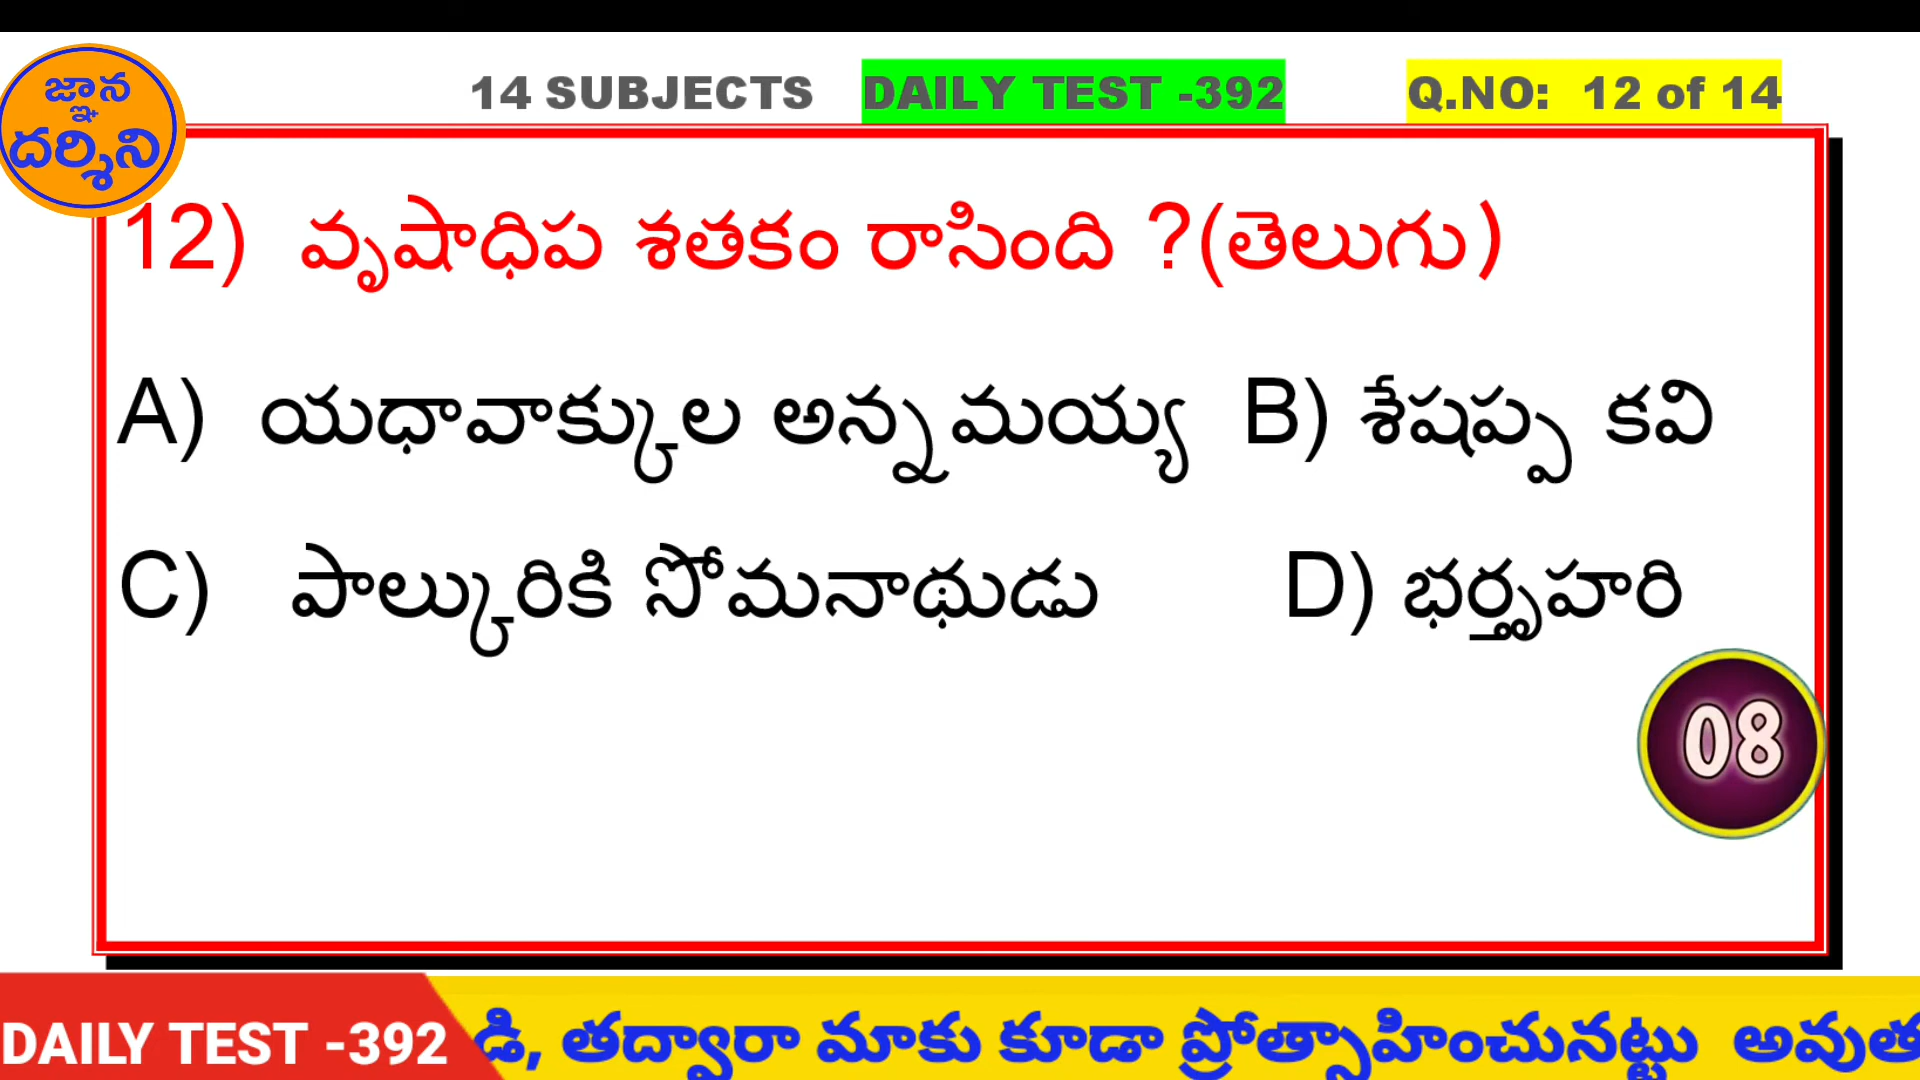 జ్ఞాన
దర్శిని
14 SUBJECTS DAILY TEST -392 Q.NO: 12 of 14
12) వృషాధిప శతకం రాసింది ?(తెలుగు)
A) యధావాక్కుల అన్నమయ్య B) శేషప్ప కవి
C) పాల్కురికి సోమనాథుడు D) భర్తృహరి
08
DAILY TEST -392 డి, తద్వారా మాకు కూడా ప్రోత్సాహించునట్టు అవుత